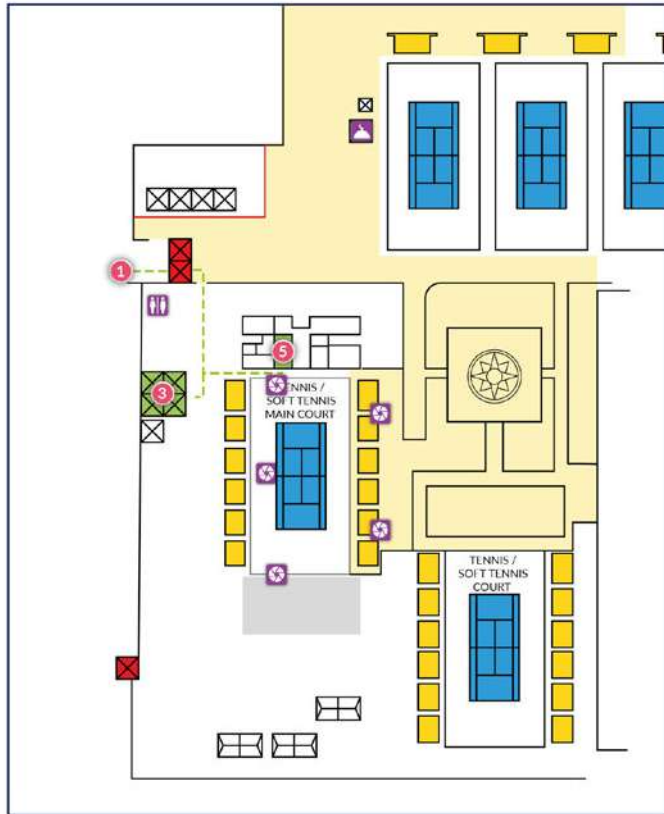 1
5
3
TENNIS /
SOFT TENNIS
MAIN COURT
TENNIS /
SOFT TENNIS
COURT